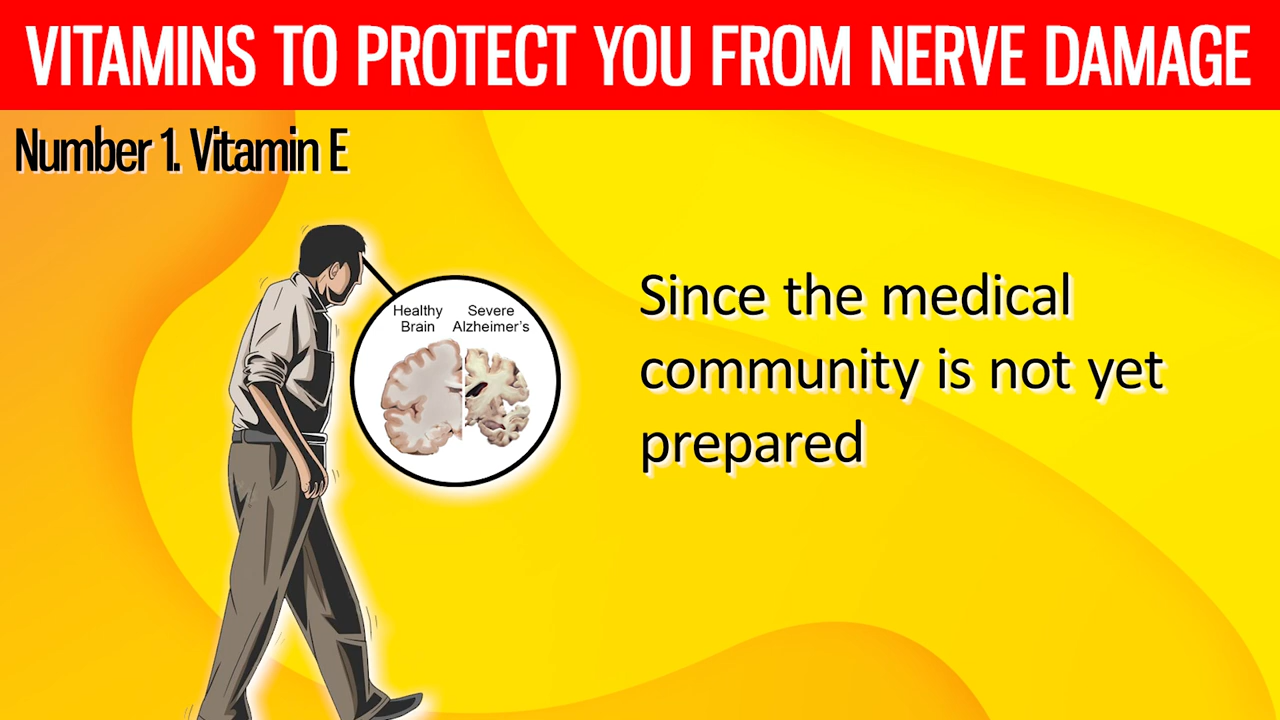 VITAMINS TO PROTECT YOU FROM NERVE DAMAGE
Number 1. Vitamin E
Healthy Brain
Severe Alzheimer's
Since the medical
community is not yet
prepared